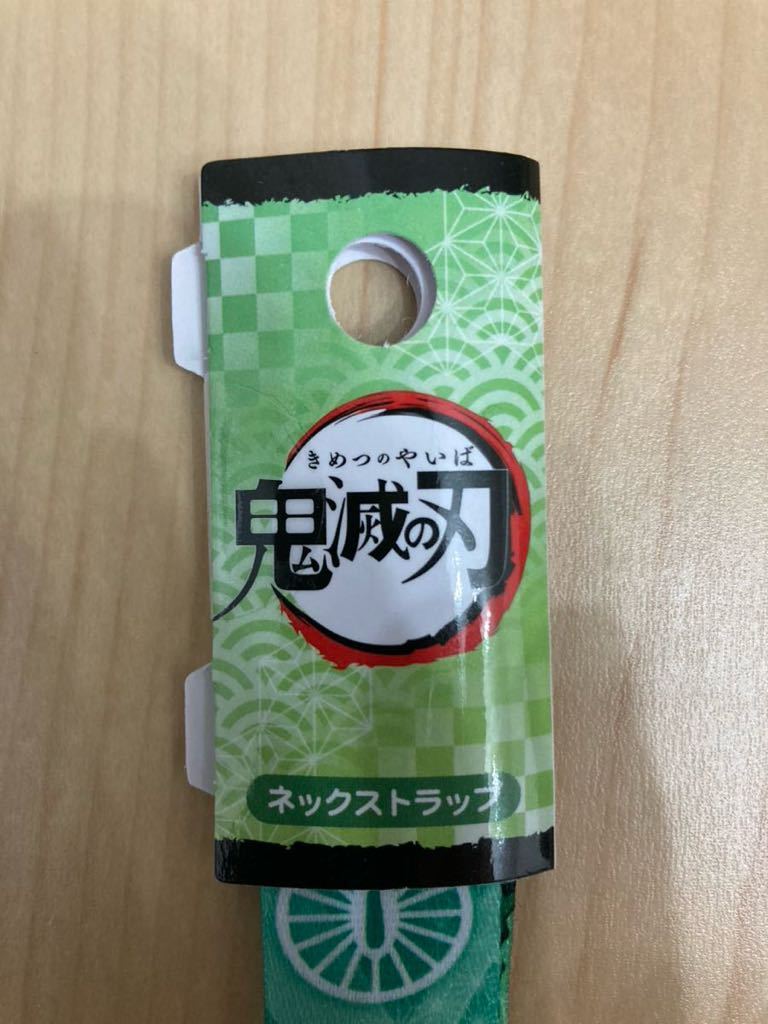 きめつのやいば
鬼滅の刃
ネックストラップ